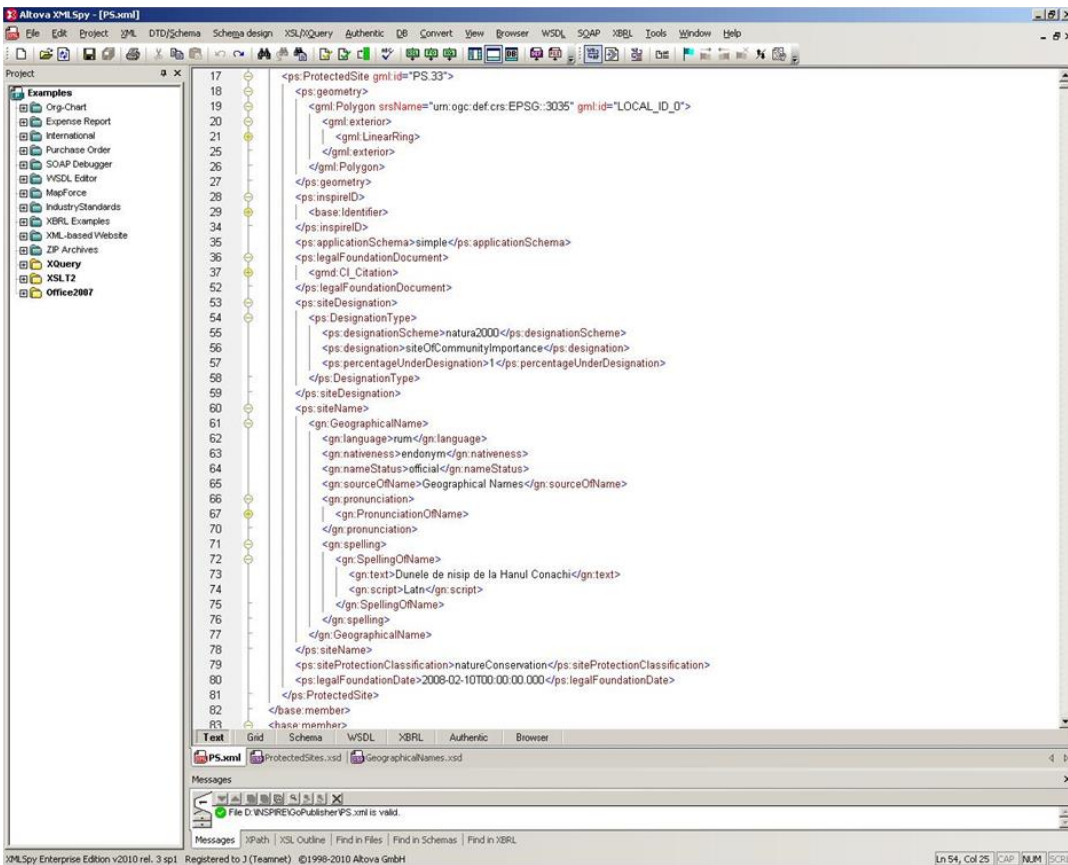 Altova XMLSpy - [PS.xml]
File Edit Project XML DTD/Schema Schema design XSL/XQuery Authentic DB Convert View Browser WSDL SOAP XBRL Tools Window Help
Project
Examples
Org-Chart
Expense Report
International
Purchase Order
SOAP Debugger
WSDL Editor
MapForce
IndustryStandards
XBRL Examples
XML-based Website
ZIP Archives
XQuery
XSLT2
Office2007
17 <ps:ProtectedSite gml:id="PS.33">
18 <ps:geometry>
19 <gml:Polygon srsName="urn:ogc:def:crs:EPSG::3035" gml:id="LOCAL_ID_0">
20 <gml:exterior>
21 <gml:LinearRing>
25 </gml:exterior>
26 </gml:Polygon>
27 </ps:geometry>
28 <ps:inspireID>
29 <base:Identifier>
34 </ps:inspireID>
35 <ps:applicationSchema>simple</ps:applicationSchema>
36 <ps:legalFoundationDocument>
37 <gmd:CI_Citation>
52 </ps:legalFoundationDocument>
53 <ps:siteDesignation>
54 <ps:DesignationType>
55 <ps:designationScheme>natura2000</ps:designationScheme>
56 <ps:designation>siteOfCommunityImportance</ps:designation>
57 <ps:percentageUnderDesignation>1</ps:percentageUnderDesignation>
58 </ps:DesignationType>
59 </ps:siteDesignation>
60 <ps:siteName>
61 <gn:GeographicalName>
62 <gn:language>rum</gn:language>
63 <gn:nativeness>endonym</gn:nativeness>
64 <gn:nameStatus>official</gn:nameStatus>
65 <gn:sourceOfName>Geographical Names</gn:sourceOfName>
66 <gn:pronunciation>
67 <gn:PronunciationOfName>
70 </gn:pronunciation>
71 <gn:spelling>
72 <gn:SpellingOfName>
73 <gn:text>Dunele de nisip de la Hanul Conachi</gn:text>
74 <gn:script>Latn</gn:script>
75 </gn:SpellingOfName>
76 </gn:spelling>
77 </gn:GeographicalName>
78 </ps:siteName>
79 <ps:siteProtectionClassification>natureConservation</ps:siteProtectionClassification>
80 <ps:legalFoundationDate>2008-02-10T00:00:00.000</ps:legalFoundationDate>
81 </ps:ProtectedSite>
82 </base:member>
83 <base:member>
Text Grid Schema WSDL XBRL Authentic Browser
PS.xml ProtectedSites.xsd GeographicalNames.xsd
Messages
File D:\INSPIRE\GoPublisher\PS.xml is valid.
Messages XPath XSL Outline Find in Files Find in Schemas Find in XBRL
XMLSpy Enterprise Edition v2010 rel. 3 sp1 Registered to J (Teamnet) ©1998-2010 Altova GmbH Ln 54, Col 25 CAP NUM SCRL